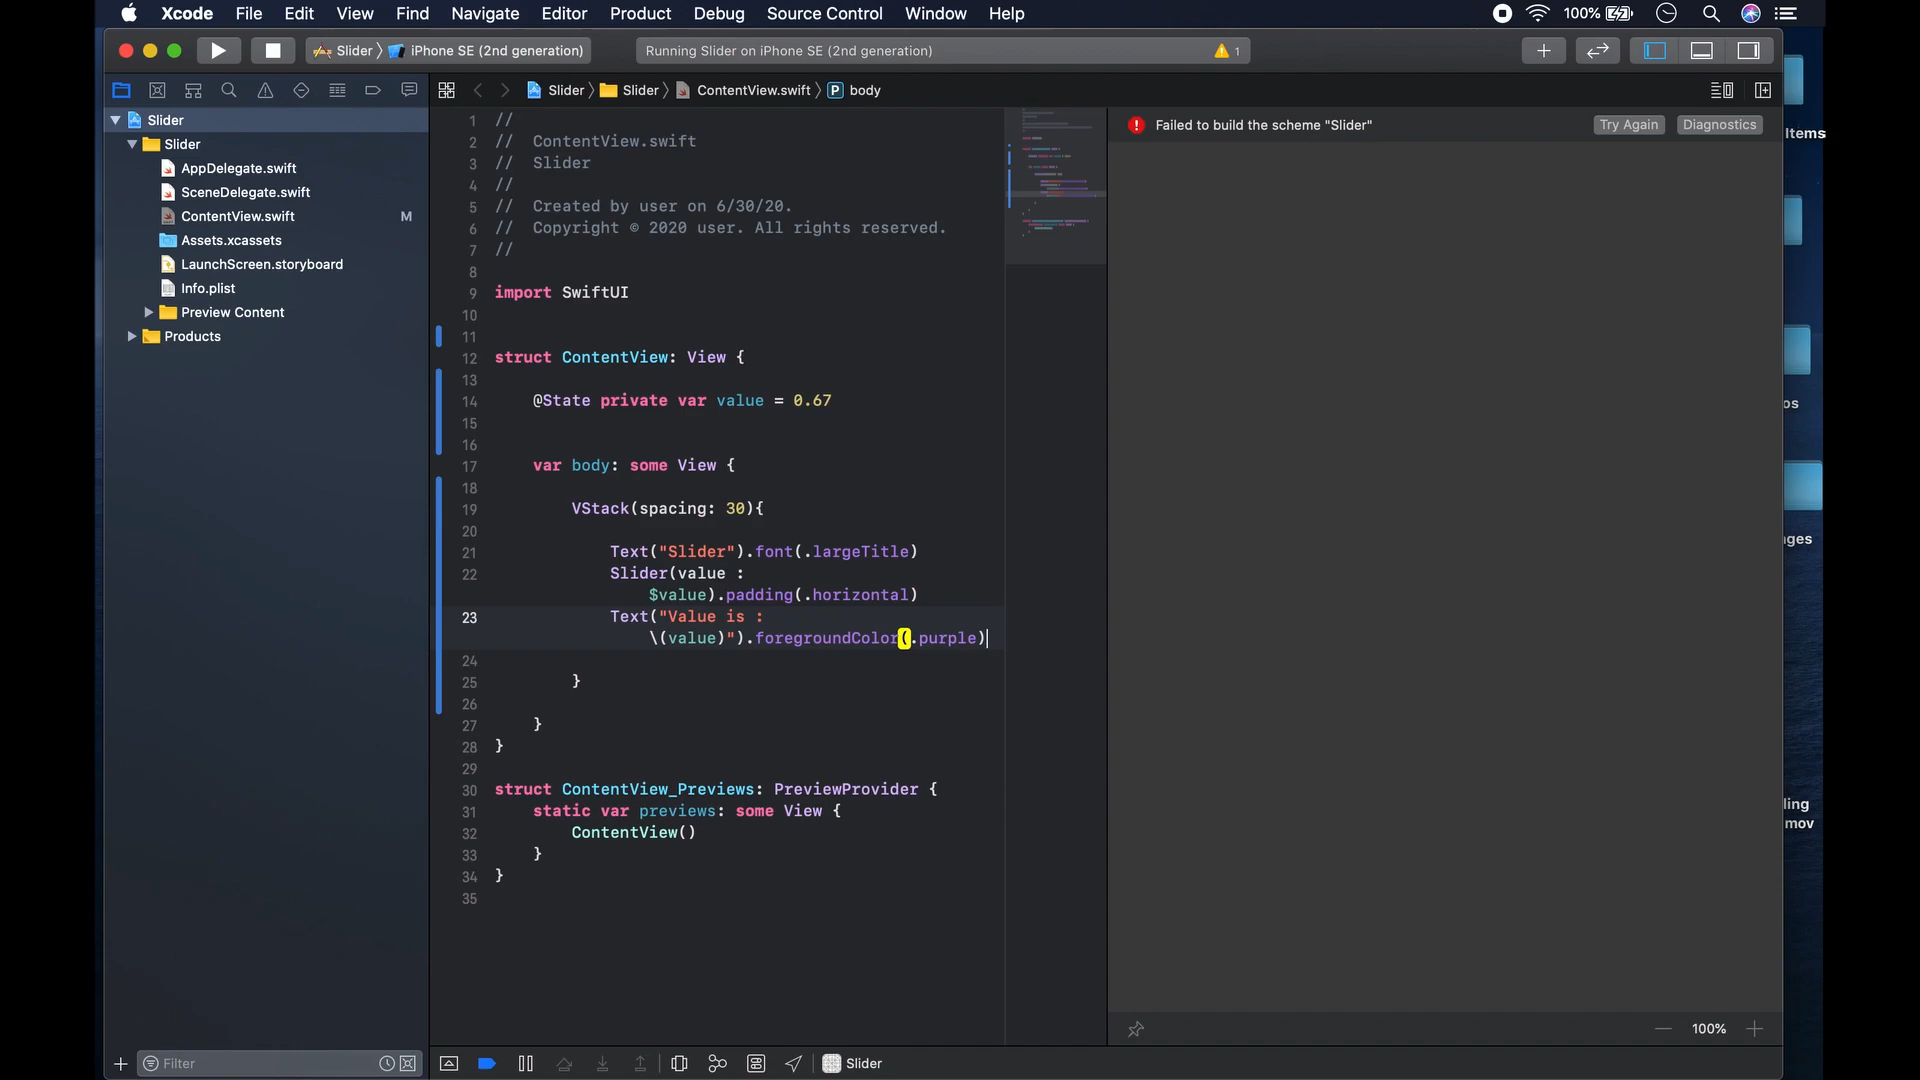 Xcode File Edit View Find Navigate Editor Product Debug Source Control Window Help 100%
Slider iPhone SE (2nd generation) Running Slider on iPhone SE (2nd generation) 1
Slider Slider ContentView.swift P body
Slider
Slider
AppDelegate.swift
SceneDelegate.swift
ContentView.swift M
Assets.xcassets
LaunchScreen.storyboard
Info.plist
Preview Content
Products
Filter
1 //
2 // ContentView.swift
3 // Slider
4 //
5 // Created by user on 6/30/20.
6 // Copyright © 2020 user. All rights reserved.
7 //
8
9 import SwiftUI
10
11
12 struct ContentView: View {
13
14 @State private var value = 0.67
15
16
17 var body: some View {
18
19 VStack(spacing: 30){
20
21 Text("Slider").font(.largeTitle)
22 Slider(value :
$value).padding(.horizontal)
23 Text("Value is :
\(value)").foregroundColor(.purple)
24
25 }
26
27 }
28 }
29
30 struct ContentView_Previews: PreviewProvider {
31 static var previews: some View {
32 ContentView()
33 }
34 }
35
Failed to build the scheme "Slider" Try Again Diagnostics
100%
Slider
Items
os
ages
ling
mov